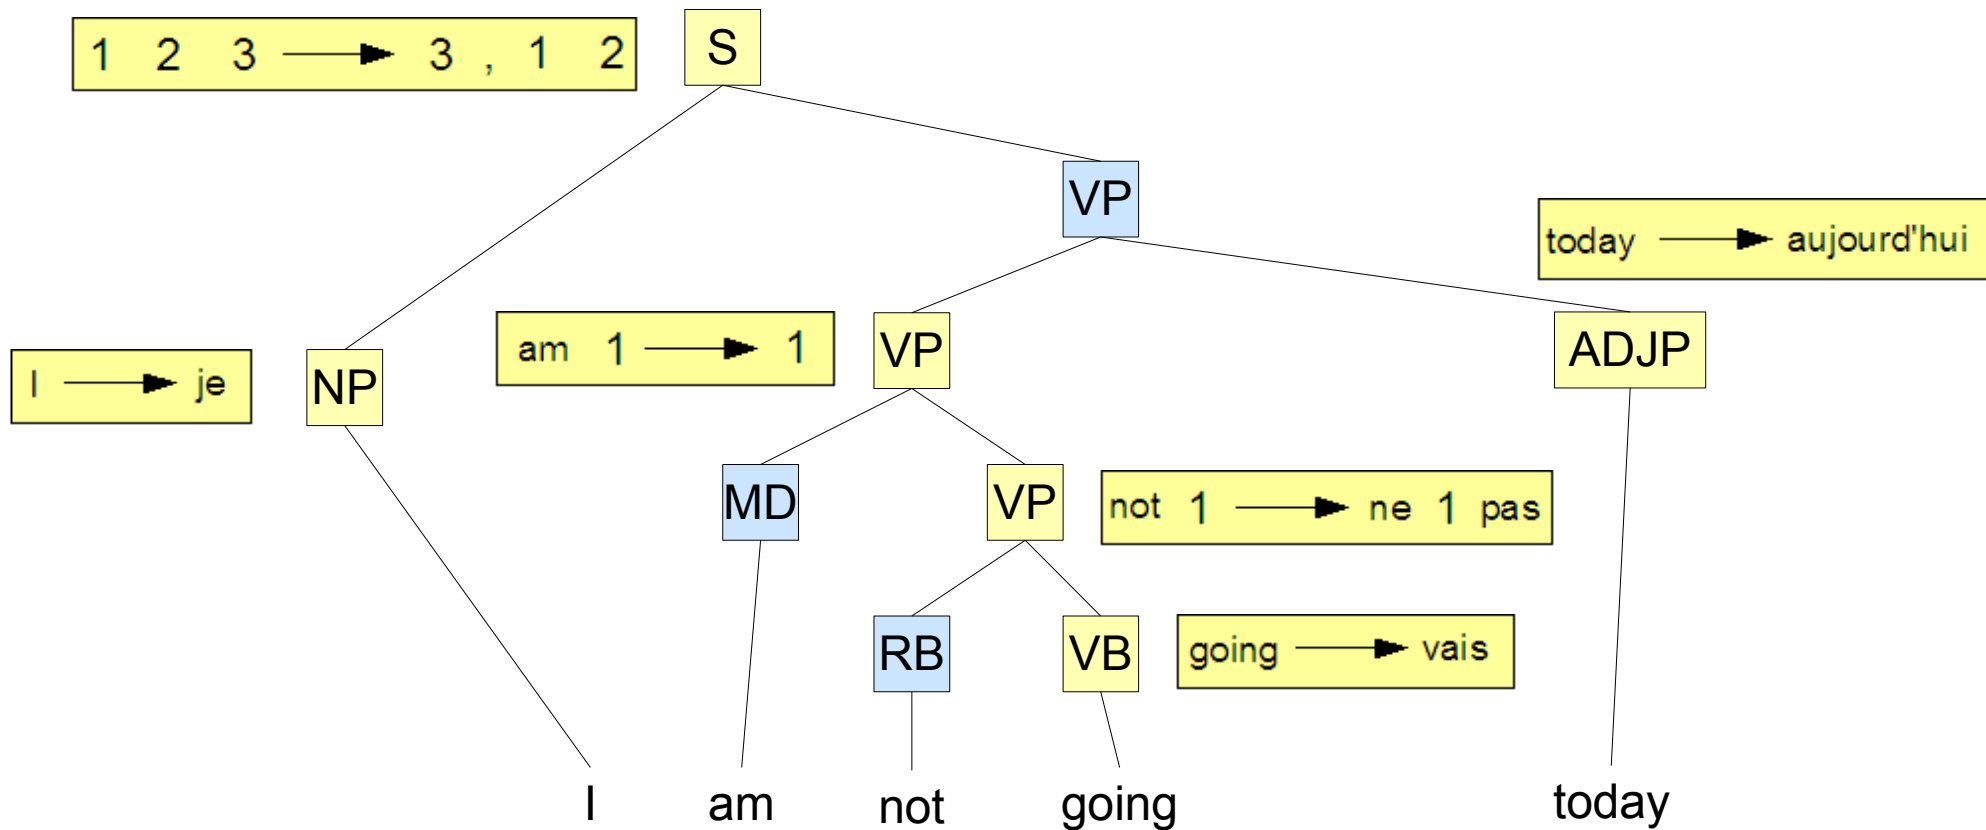 1 2 3 → 3 , 1 2
S
VP
today → aujourd'hui
I → je
NP
am 1 → 1
VP
ADJP
MD
VP
not 1 → ne 1 pas
RB
VB
going → vais
I am not going today